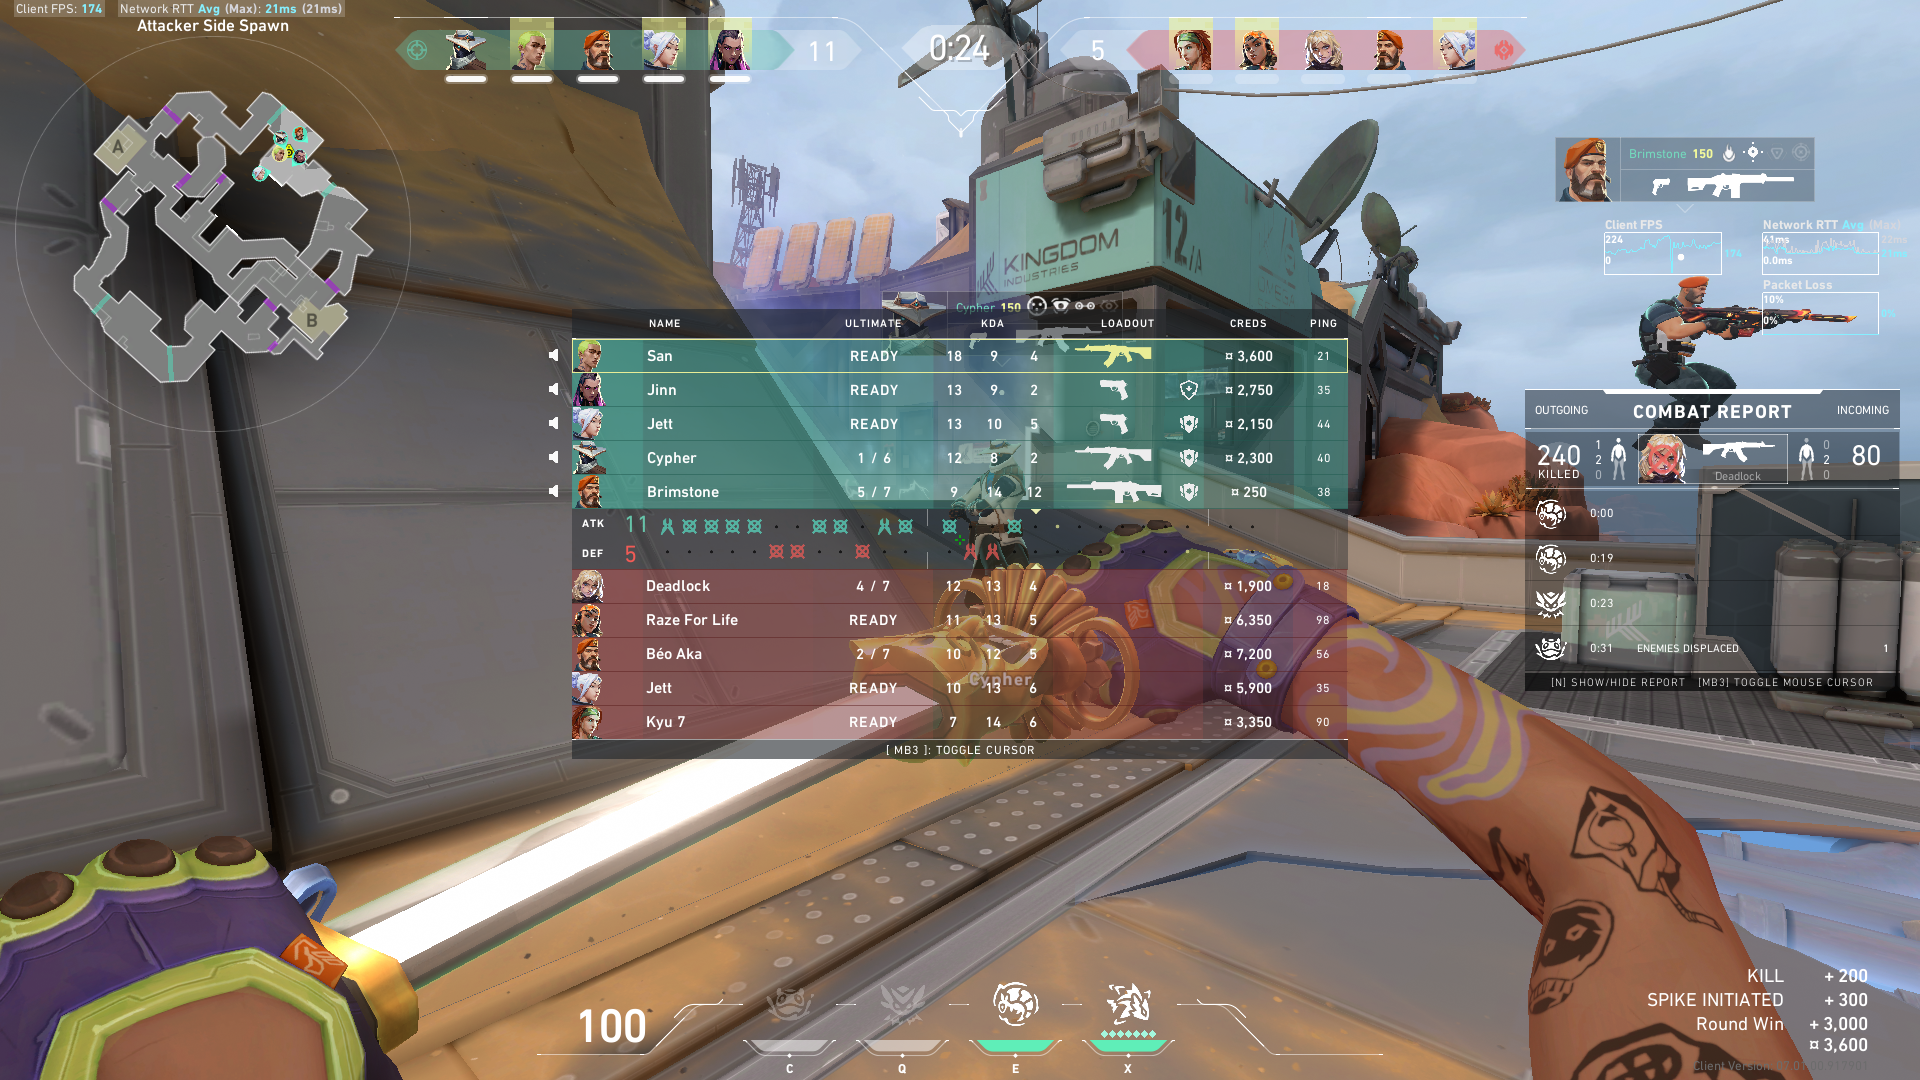 Client FPS: 174 Network RTT Avg (Max): 21ms (21ms)
Attacker Side Spawn
11 0:24 5
A
B
KINGDOM
INDUSTRIES
12/A
Brimstone 150
Client FPS
224
0
174
Network RTT Avg (Max)
41ms
0.0ms
Packet Loss
10%
0%
0%
Cypher 150
NAME ULTIMATE KDA LOADOUT CREDS PING
San READY 18 9 4 ¤ 3,600 21
Jinn READY 13 9 2 ¤ 2,750 35
Jett READY 13 10 5 ¤ 2,150 44
Cypher 1 / 6 12 8 2 ¤ 2,300 40
Brimstone 5 / 7 9 14 12 ¤ 250 38
ATK 11
DEF 5
Deadlock 4 / 7 12 13 4 ¤ 1,900 18
Raze For Life READY 11 13 5 ¤ 6,350 98
Béo Aka 2 / 7 10 12 5 ¤ 7,200 56
Cypher
Jett READY 10 13 6 ¤ 5,900 35
Kyu 7 READY 7 14 6 ¤ 3,350 90
[ MB3 ]: TOGGLE CURSOR
OUTGOING COMBAT REPORT INCOMING
240 KILLED 1 2 0 Deadlock 0 2 0 80
0:00
0:19
0:23
0:31 ENEMIES DISPLACED 1
[N] SHOW/HIDE REPORT [MB3] TOGGLE MOUSE CURSOR
KILL + 200
SPIKE INITIATED + 300
Round Win + 3,000
¤ 3,600
100
C Q E X